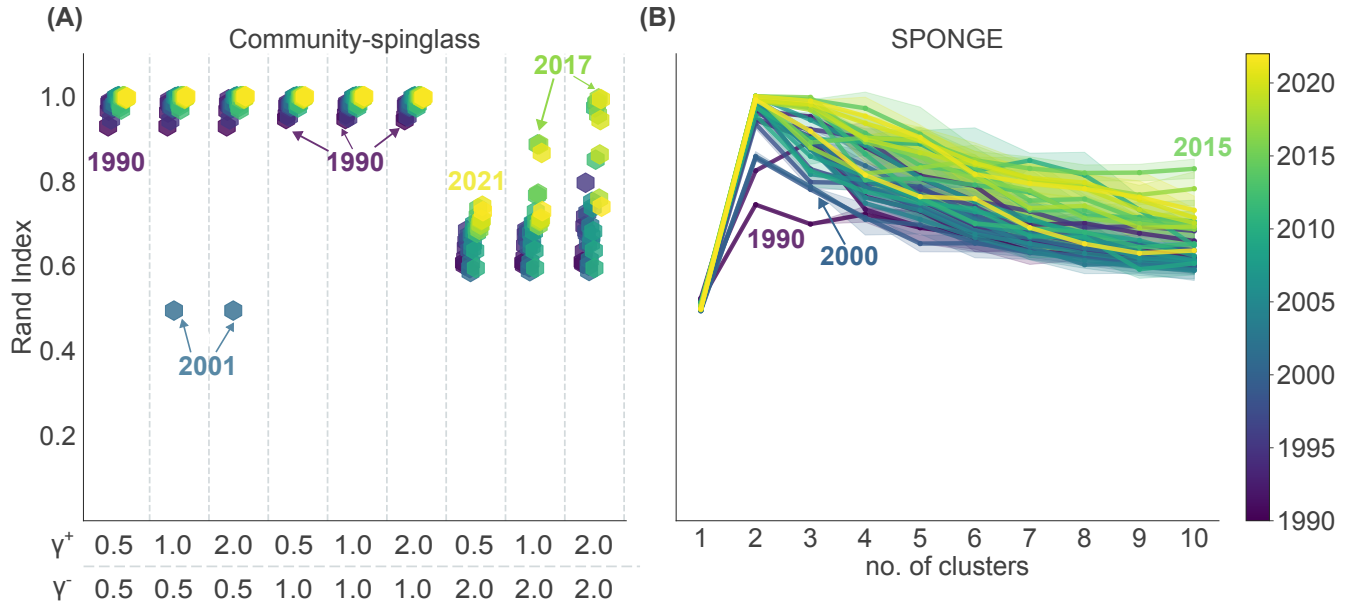 (A)
Community-spinglass
Rand Index
1.0
0.8
0.6
0.4
0.2
1990
2001
1990
2021
2017
γ+ 0.5 1.0 2.0 0.5 1.0 2.0 0.5 1.0 2.0
γ- 0.5 0.5 0.5 1.0 1.0 1.0 2.0 2.0 2.0
(B)
SPONGE
1990
2000
2015
1 2 3 4 5 6 7 8 9 10
no. of clusters
2020
2015
2010
2005
2000
1995
1990